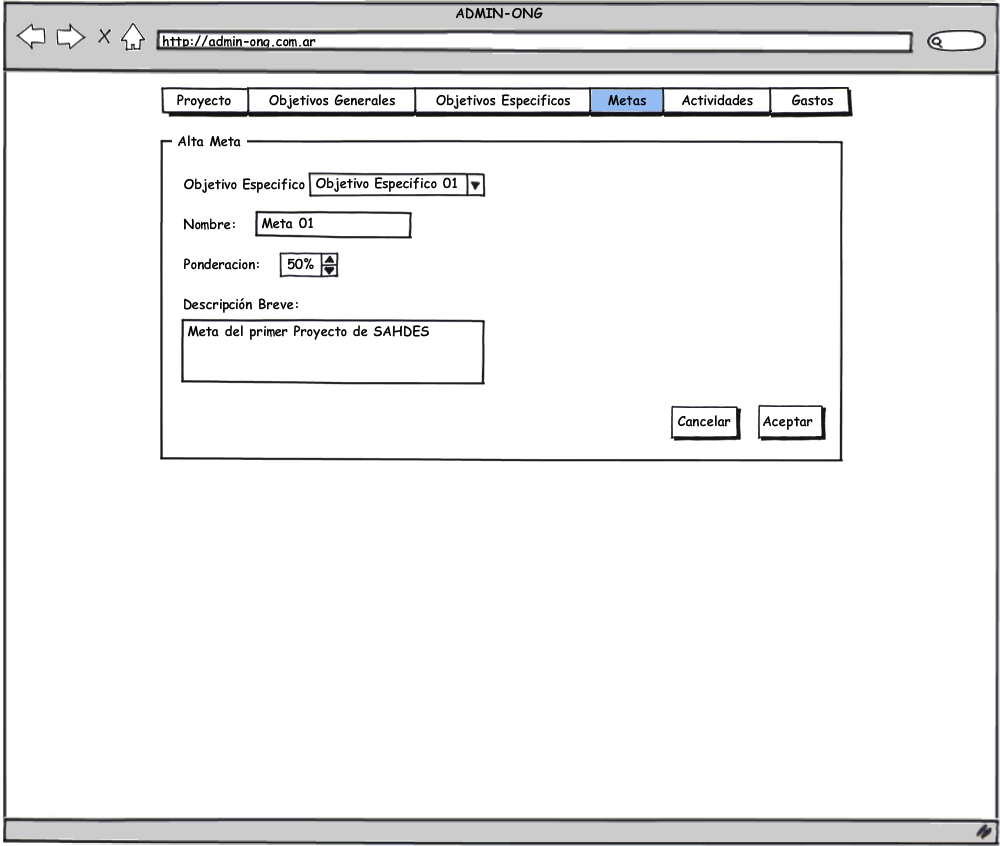 ADMIN-ONG
http://admin-ong.com.ar
Proyecto Objetivos Generales Objetivos Especificos Metas Actividades Gastos
Alta Meta
Objetivo Especifico Objetivo Especifico 01
Nombre: Meta 01
Ponderacion: 50%
Descripción Breve:
Meta del primer Proyecto de SAHDES
Cancelar Aceptar